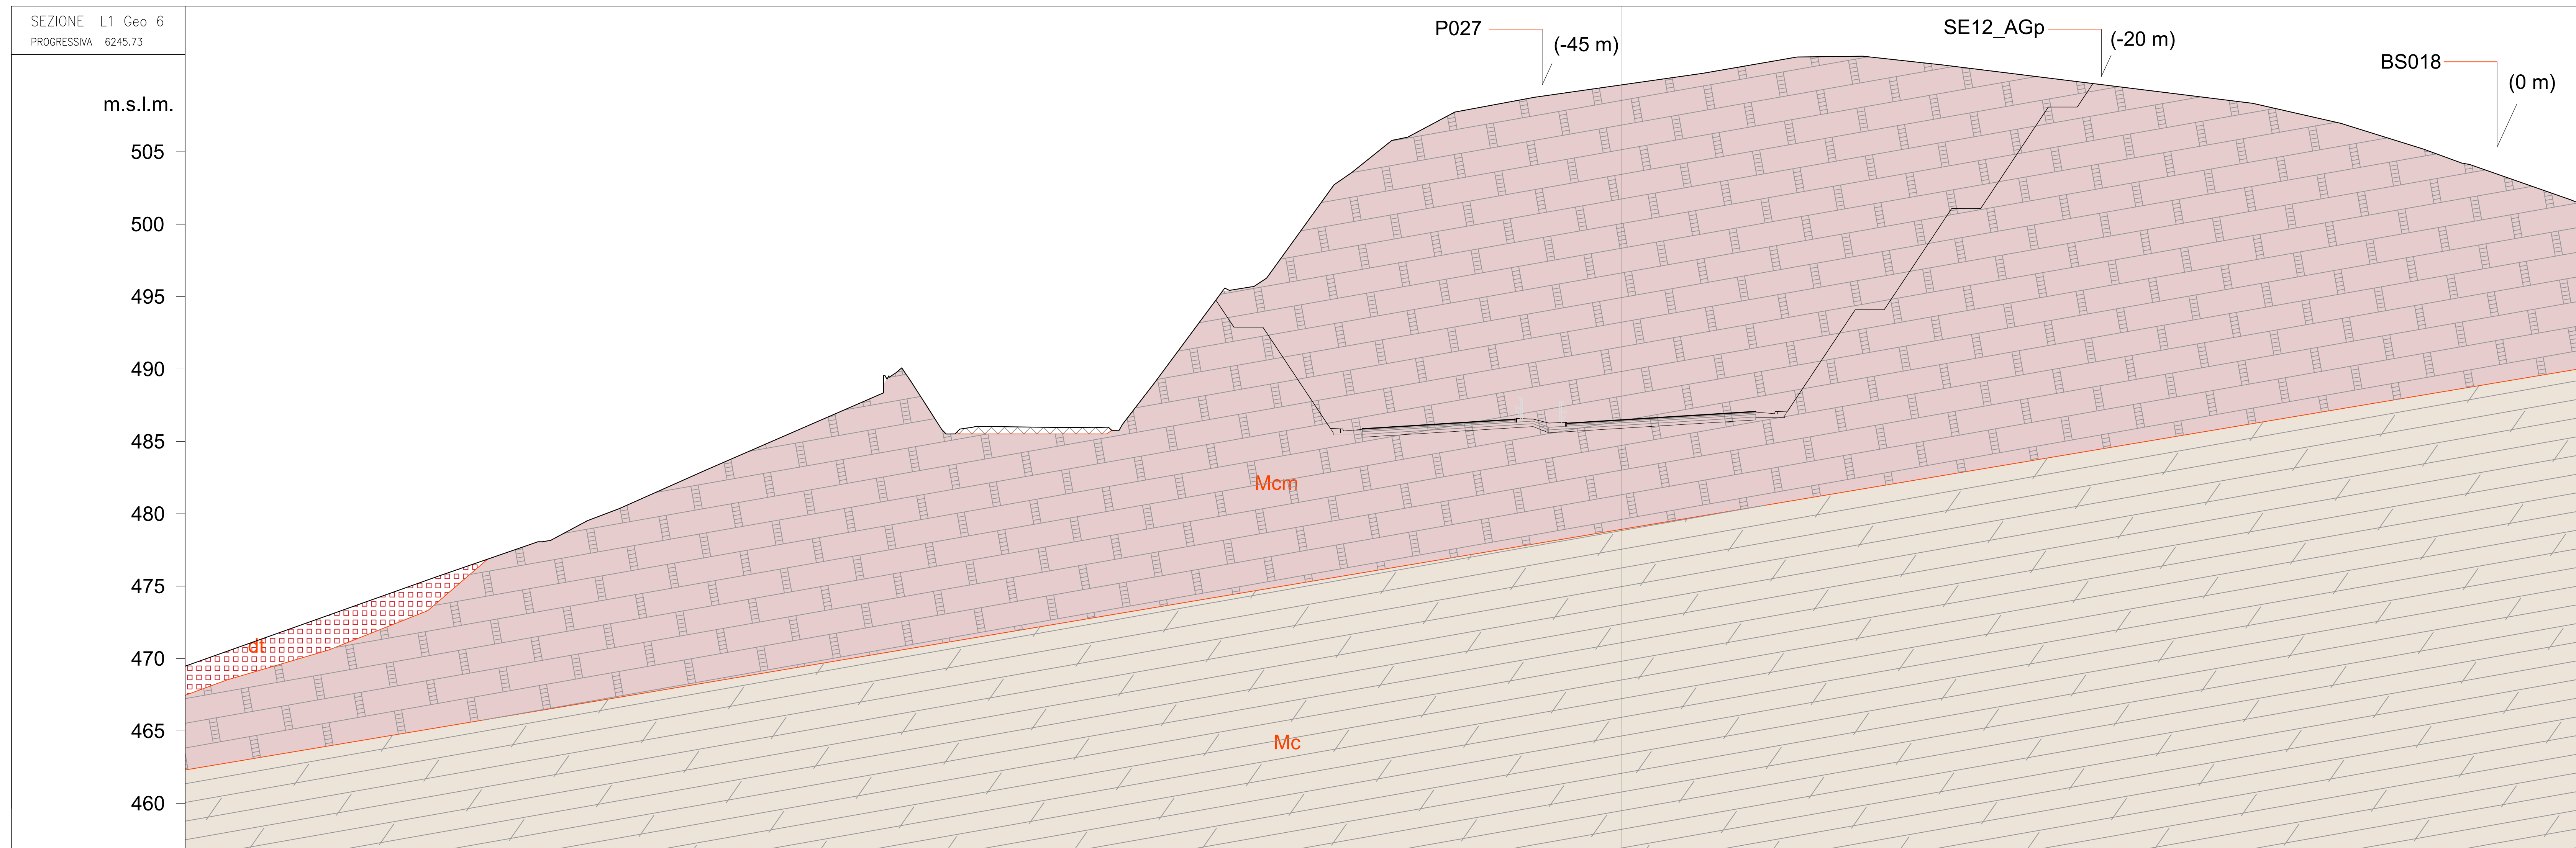 SEZIONE L1 Geo 6
PROGRESSIVA 6245.73
P027
(-45 m)
SE12_AGp
(-20 m)
BS018
(0 m)
m.s.l.m.
505
500
495
490
485
480
475
470
465
460
Mcm
dt
Mc